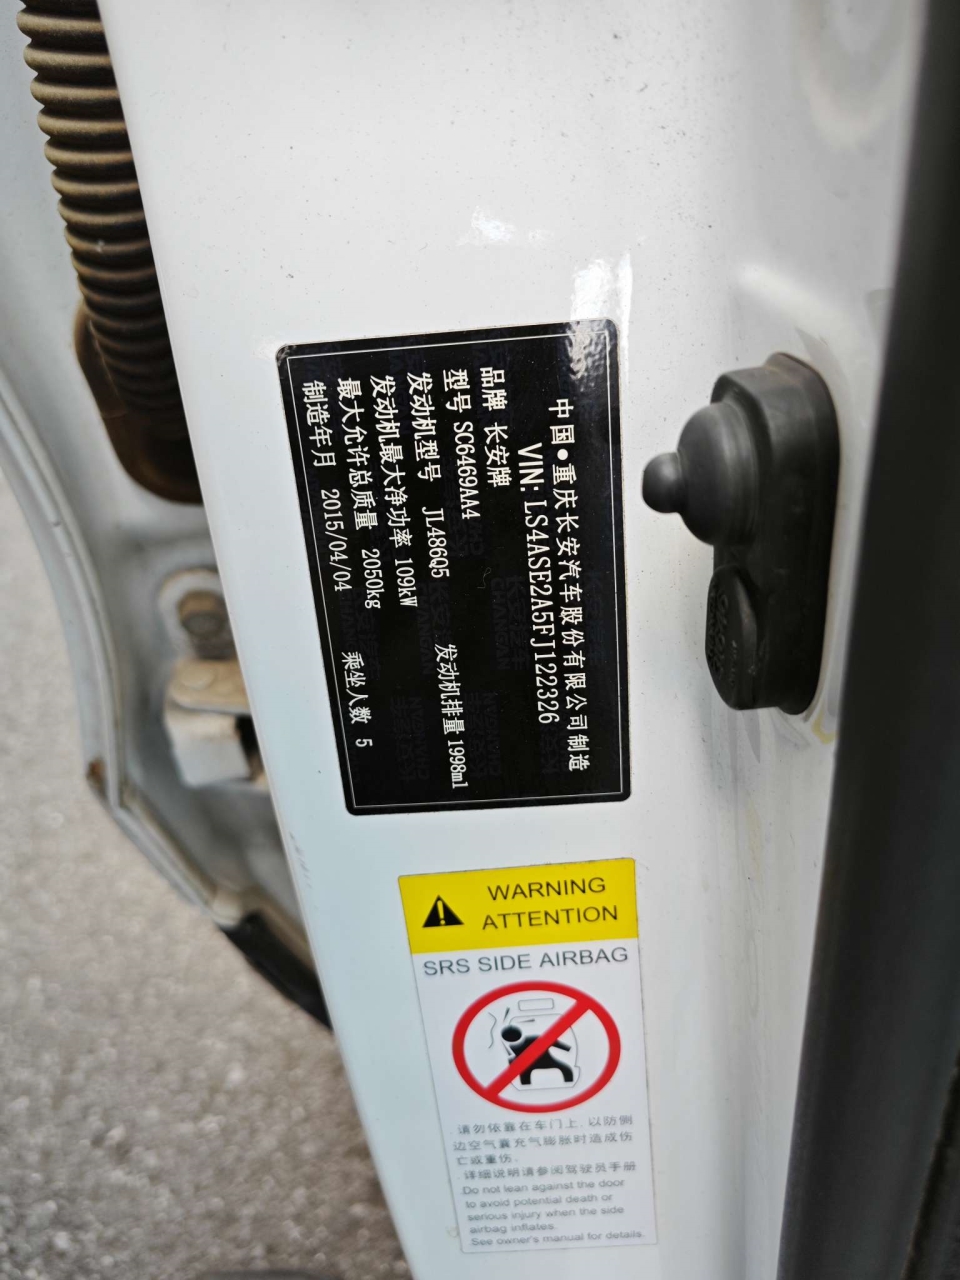 中国●重庆长安汽车股份有限公司制造
VIN: LS4ASE2A5FJ122326
品牌 长安牌
型号 SC6469AA4
发动机型号 JL486Q5 发动机排量 1998ml
发动机最大净功率 109kW
最大允许总质量 2050kg
制造年月 2015/04/04 乘坐人数 5
WARNING
ATTENTION
SRS SIDE AIRBAG
请勿依靠在车门上，以防侧
边空气囊充气膨胀时造成伤
亡或重伤。
详细说明请参阅驾驶员手册
Do not lean against the door
to avoid potential death or
serious injury when the side
airbag inflates.
See owner's manual for details.